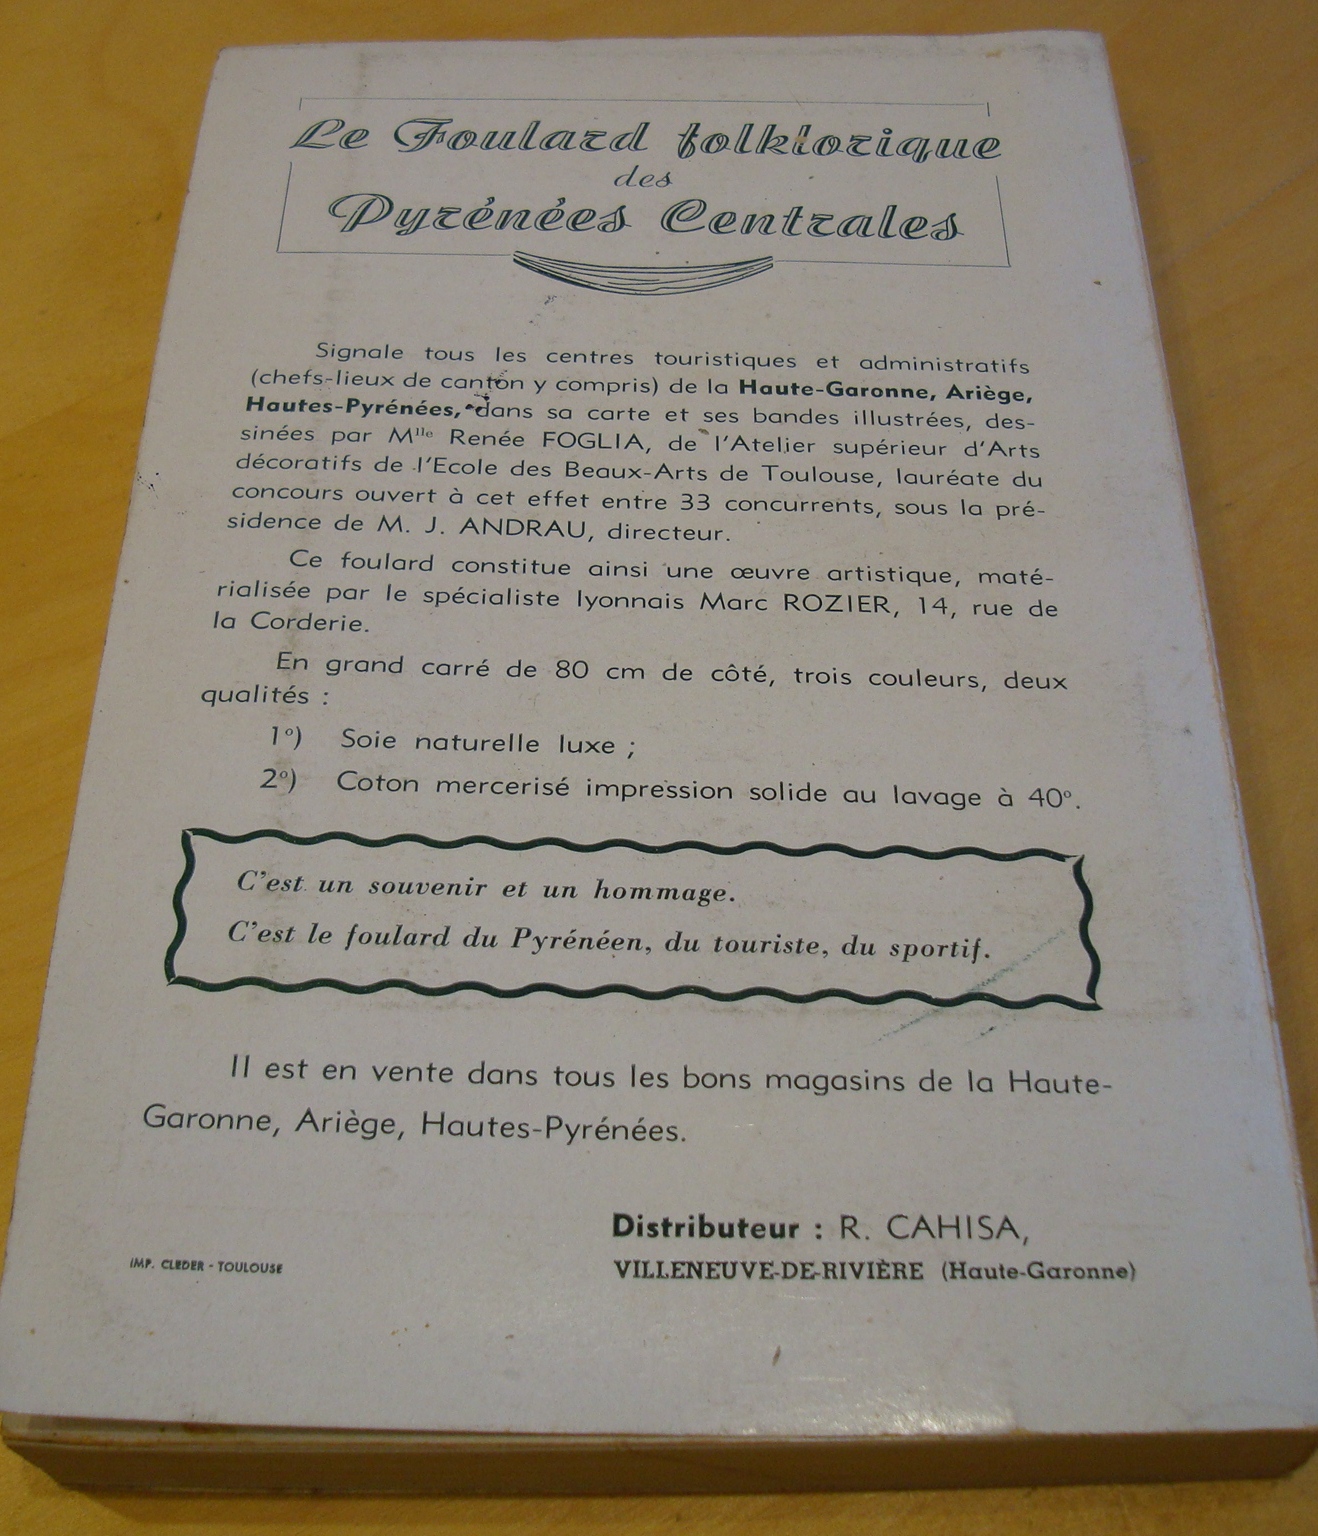 Le Foulard folklorique
des
Pyrénées Centrales
Signale tous les centres touristiques et administratifs
(chefs-lieux de canton y compris) de la Haute-Garonne, Ariège,
Hautes-Pyrénées, dans sa carte et ses bandes illustrées, des-
sinées par Mlle Renée FOGLIA, de l'Atelier supérieur d'Arts
décoratifs de l'Ecole des Beaux-Arts de Toulouse, lauréate du
concours ouvert à cet effet entre 33 concurrents, sous la pré-
sidence de M. J. ANDRAU, directeur.
Ce foulard constitue ainsi une œuvre artistique, maté-
rialisée par le spécialiste lyonnais Marc ROZIER, 14, rue de
la Corderie.
En grand carré de 80 cm de côté, trois couleurs, deux
qualités :
1°) Soie naturelle luxe ;
2°) Coton mercerisé impression solide au lavage à 40°.
C'est un souvenir et un hommage.
C'est le foulard du Pyrénéen, du touriste, du sportif.
Il est en vente dans tous les bons magasins de la Haute-
Garonne, Ariège, Hautes-Pyrénées.
Distributeur : R. CAHISA,
VILLENEUVE-DE-RIVIÈRE (Haute-Garonne)
IMP. CLEDER - TOULOUSE